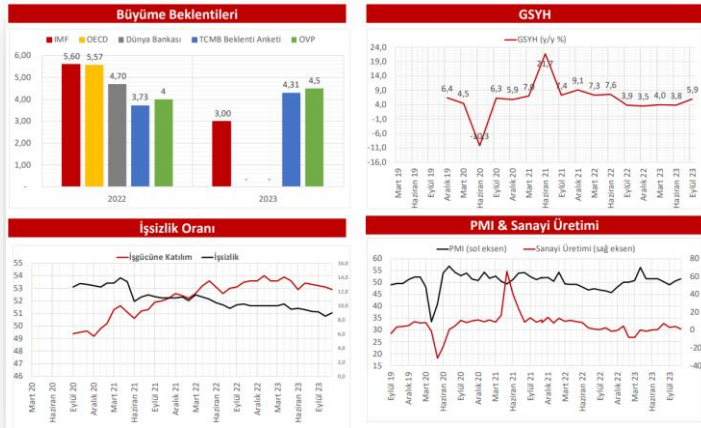 Büyüme Beklentileri
IMF OECD Dünya Bankası TCMB Beklenti Anketi OVP
6,00
5,00
4,00
3,00
2,00
1,00
-
5,60 5,57 4,70 3,73 4
3,00 - - 4,31 4,5
2022 2023
GSYH
GSYH (y/y %)
24,0
19,0
14,0
9,0
4,0
-1,0
-6,0
-11,0
-16,0
6,4 4,5 -10,3 6,3 5,9 7,0 21,7 7,4 9,1 7,3 7,6 3,9 3,5 4,0 3,8 5,9
Mart 19
Haziran 19
Eylül 19
Aralık 19
Mart 20
Haziran 20
Eylül 20
Aralık 20
Mart 21
Haziran 21
Eylül 21
Aralık 21
Mart 22
Haziran 22
Eylül 22
Aralık 22
Mart 23
Haziran 23
Eylül 23
İşsizlik Oranı
İşgücüne Katılım İşsizlik
55
54
53
52
51
50
49
48
47
46
16,0
14,0
12,0
10,0
8,0
6,0
4,0
2,0
0,0
Mart 20
Haziran 20
Eylül 20
Aralık 20
Mart 21
Haziran 21
Eylül 21
Aralık 21
Mart 22
Haziran 22
Eylül 22
Aralık 22
Mart 23
Haziran 23
Eylül 23
PMI & Sanayi Üretimi
PMI (sol eksen) Sanayi Üretimi (sağ eksen)
60
55
50
45
40
35
30
25
20
15
80
60
40
20
0
-20
-40
Eylül 19
Aralık 19
Mart 20
Haziran 20
Eylül 20
Aralık 20
Mart 21
Haziran 21
Eylül 21
Aralık 21
Mart 22
Haziran 22
Eylül 22
Aralık 22
Mart 23
Haziran 23
Eylül 23